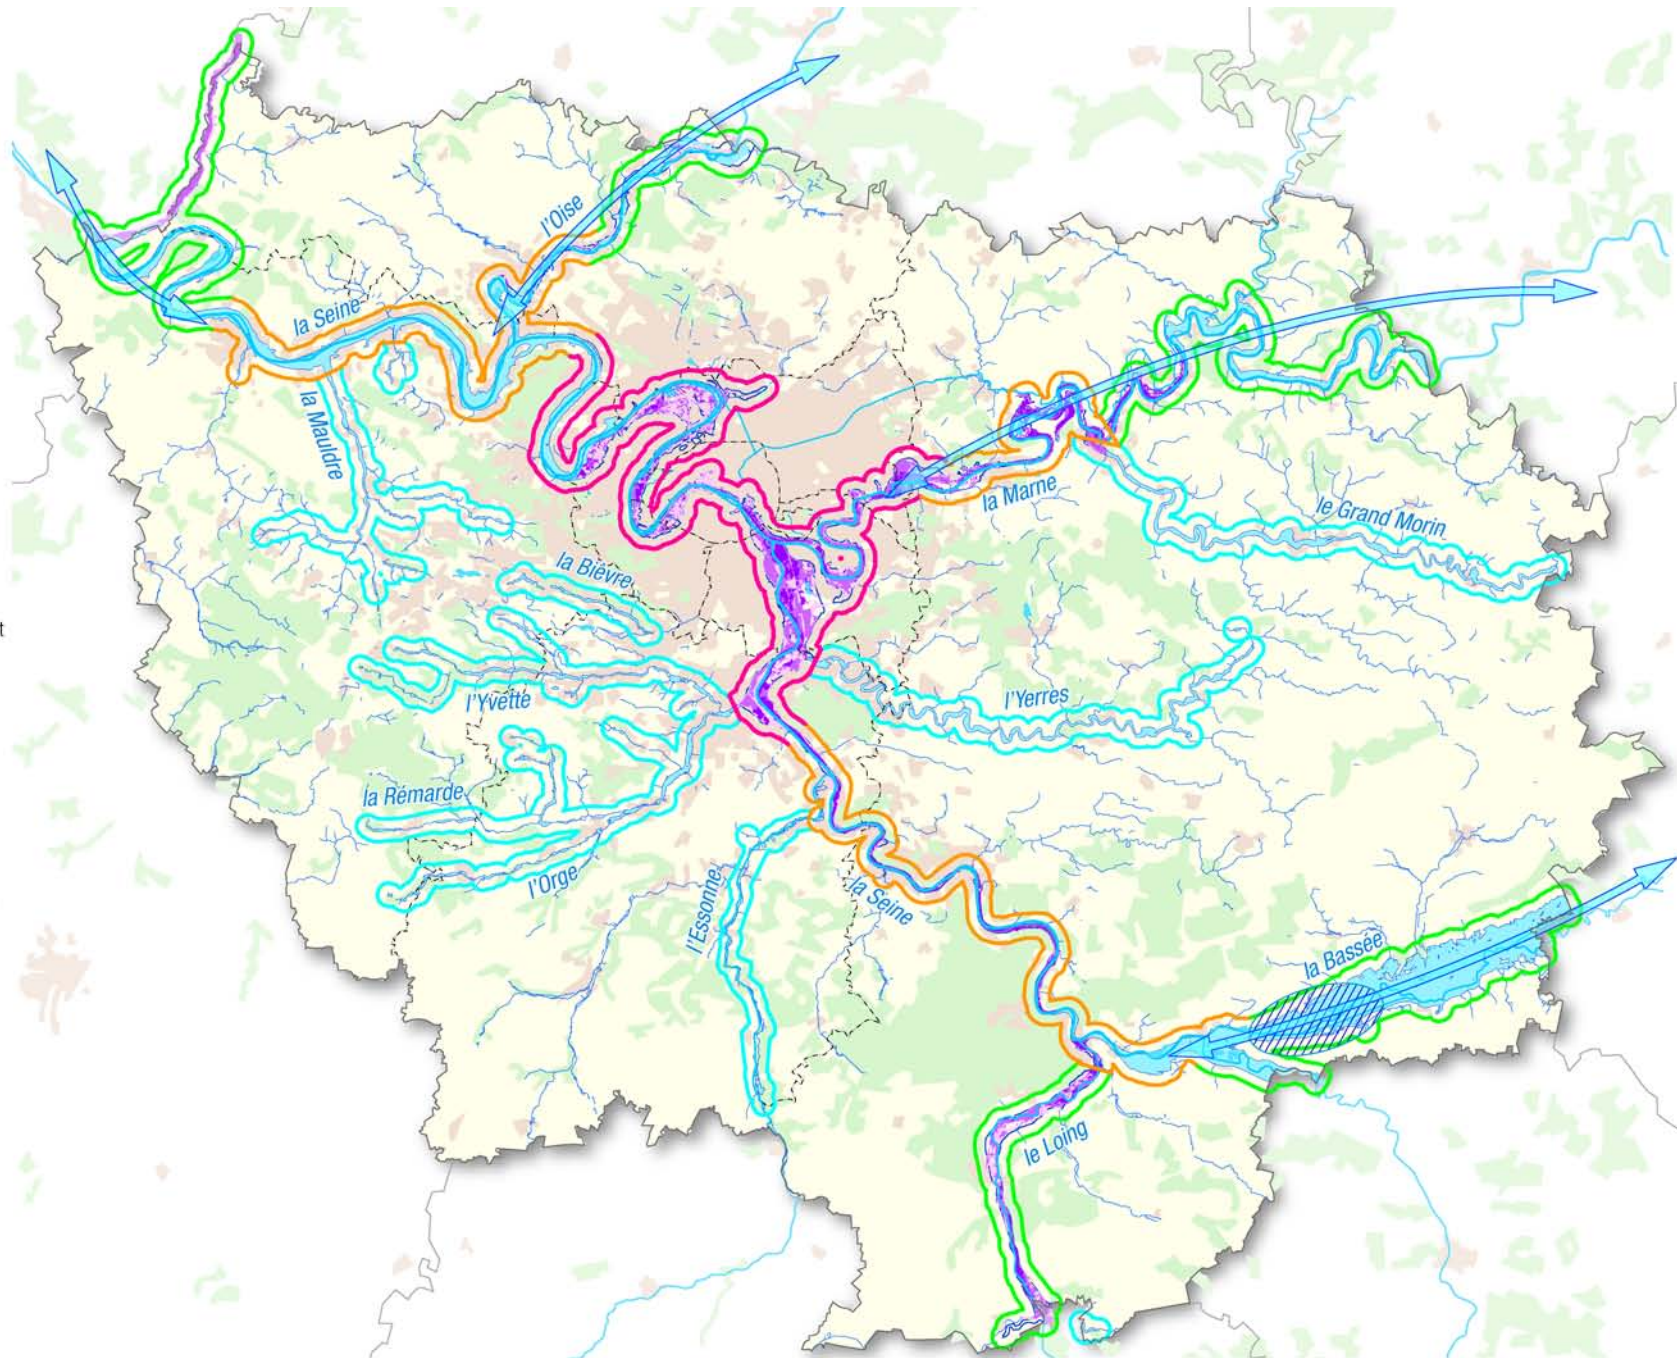 l'Oise
la Seine
la Mauldre
la Marne
le Grand Morin
la Bièvre
t
l'Yvette
l'Yerres
la Rémarde
l'Orge
l'Essonne
la Seine
la Bassée
le Loing